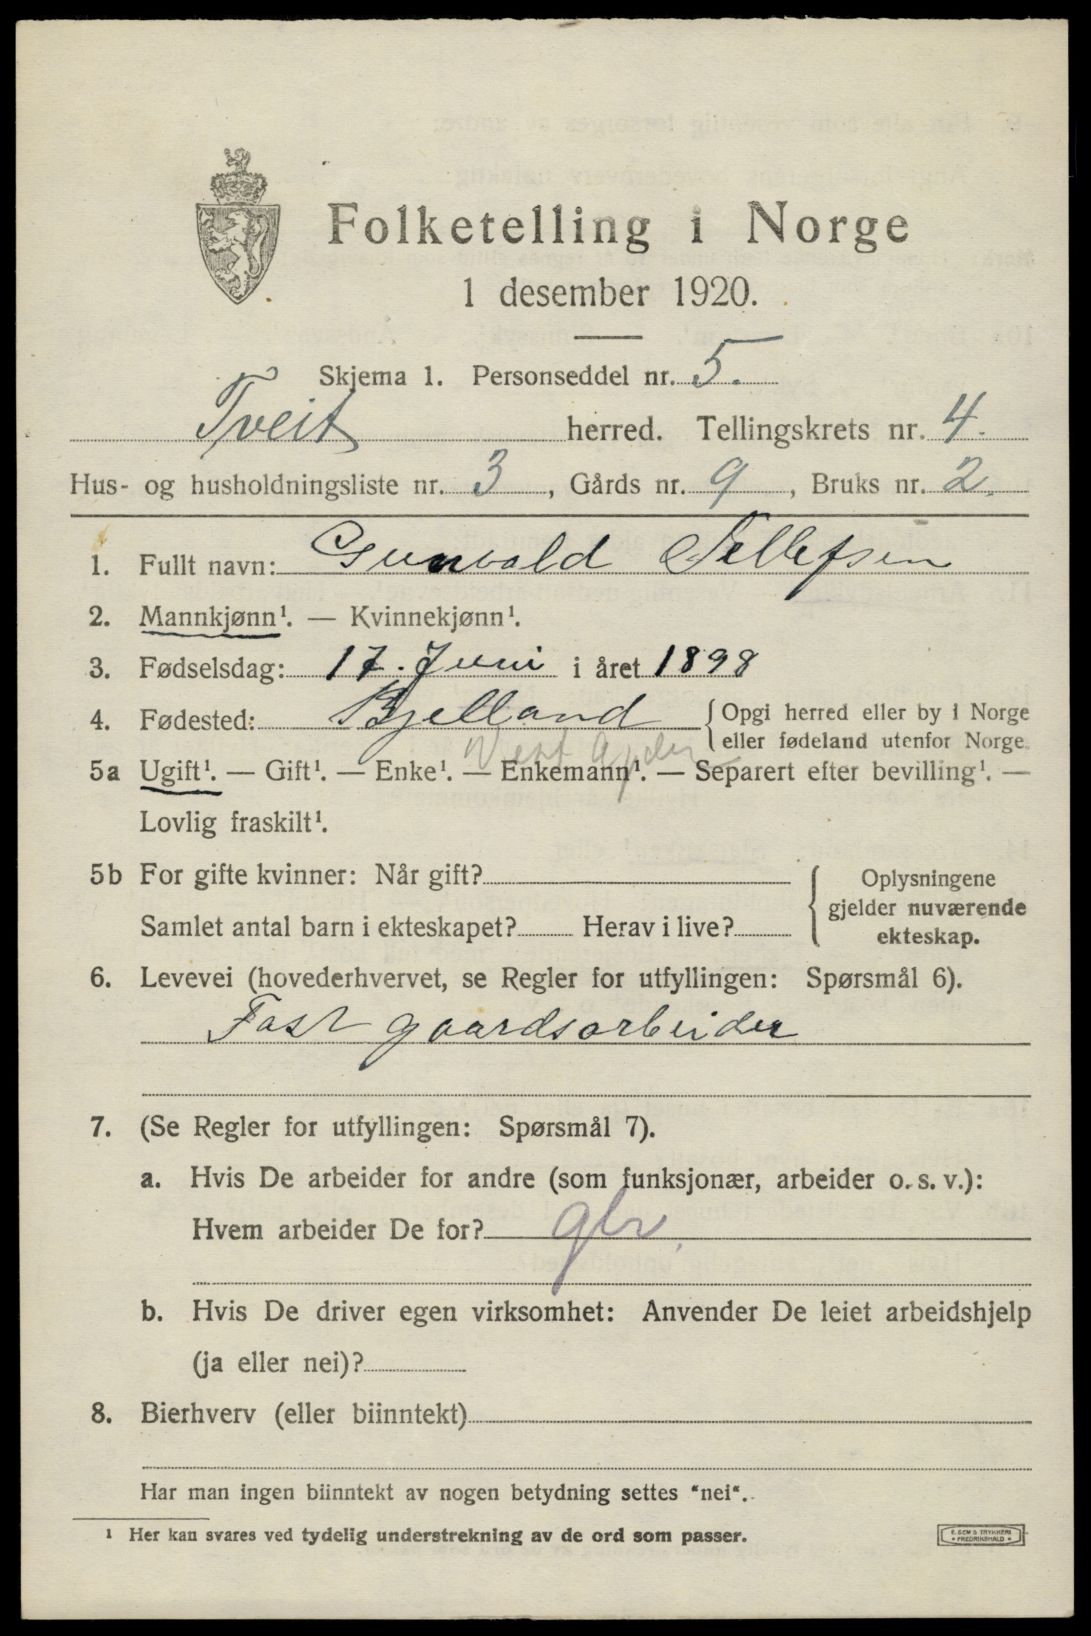 Folketelling i Norge
1 desember 1920.
Skjema 1. Personseddel nr. 5.
Tveit herred. Tellingskrets nr. 4.
Hus- og husholdningsliste nr. 3, Gårds nr. 9, Bruks nr. 2.
1. Fullt navn: Gunvald Tellefsen
2. Mannkjønn¹. — Kvinnekjønn¹.
3. Fødselsdag: 17. Juni i året 1898
4. Fødested: Bjelland {Opgi herred eller by i Norge
eller fødeland utenfor Norge.
Vest Agder
5a Ugift¹. — Gift¹. — Enke¹. — Enkemann¹. — Separert efter bevilling¹. —
Lovlig fraskilt¹.
5b For gifte kvinner: Når gift?
Samlet antal barn i ekteskapet? Herav i live?
{Oplysningene
gjelder nuværende
ekteskap.
6. Levevei (hovederhvervet, se Regler for utfyllingen: Spørsmål 6).
Fast gaardsarbeider
7. (Se Regler for utfyllingen: Spørsmål 7).
a. Hvis De arbeider for andre (som funksjonær, arbeider o. s. v.):
Hvem arbeider De for? gbr.
b. Hvis De driver egen virksomhet: Anvender De leiet arbeidshjelp
(ja eller nei)?
8. Bierhverv (eller biinntekt)
Har man ingen biinntekt av nogen betydning settes "nei".
¹ Her kan svares ved tydelig understrekning av de ord som passer.
E. SEM'S TRYKKERI
FREDRIKSHALD